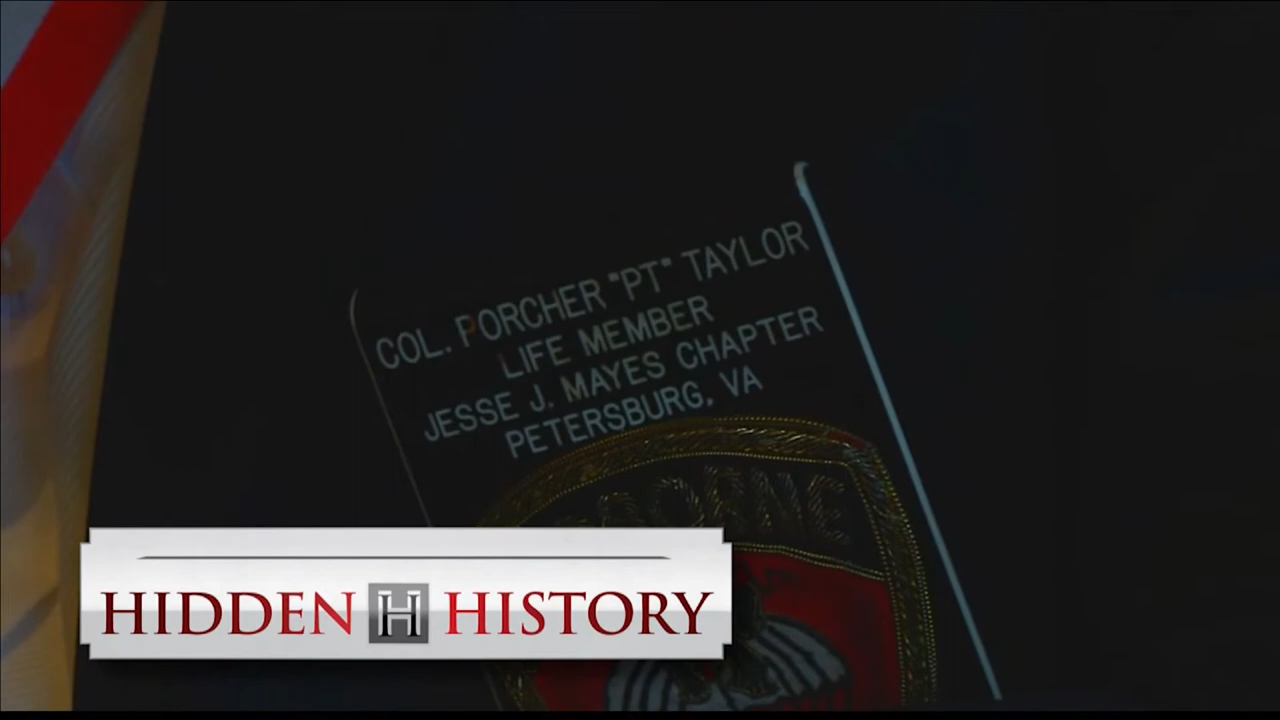 COL. PORCHER "PT" TAYLOR
LIFE MEMBER
JESSE J. MAYES CHAPTER
PETERSBURG, VA
HIDDEN H HISTORY